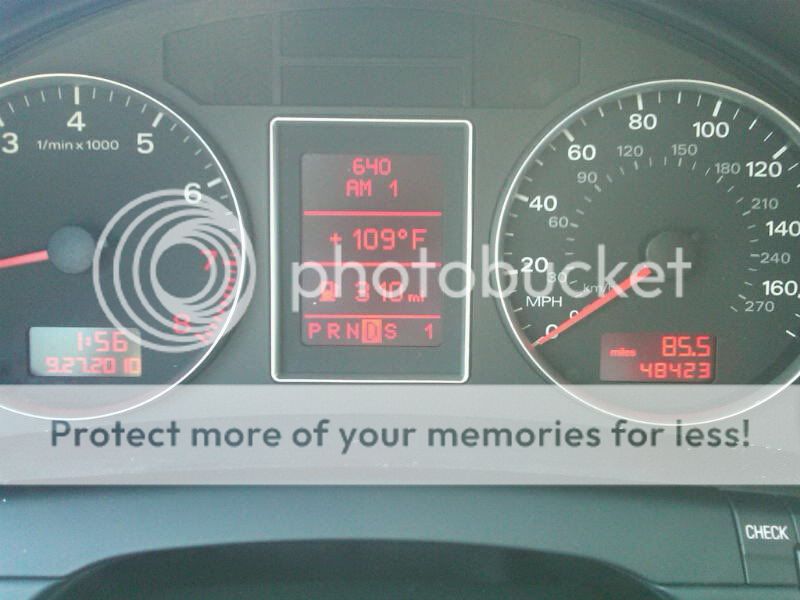 3 4 5 6 7 8
1/min x 1000
1:56
9.27.2010
640
AM 1
+ 109°F
310 mi
P R N D S 1
0 20 40 60 80 100 120 140 160
30 60 90 120 150 180 210 240 270
MPH
km/h
miles 85.5
48423
photobucket
Protect more of your memories for less!
CHECK